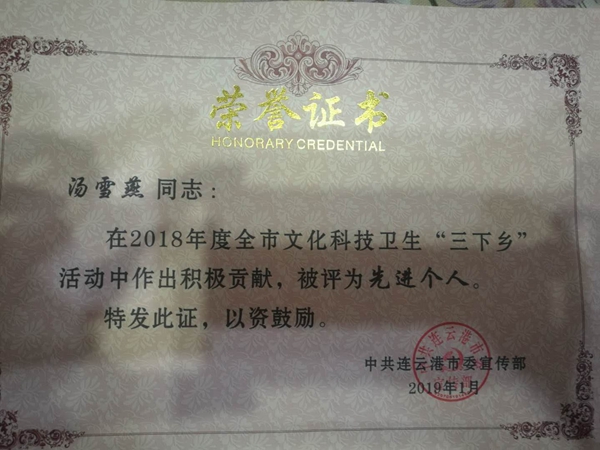 荣誉证书
HONORARY CREDENTIAL
汤雪燕 同志：
在2018年度全市文化科技卫生“三下乡”
活动中作出积极贡献，被评为先进个人。
特发此证，以资鼓励。
中共连云港市委宣传部
2019年1月